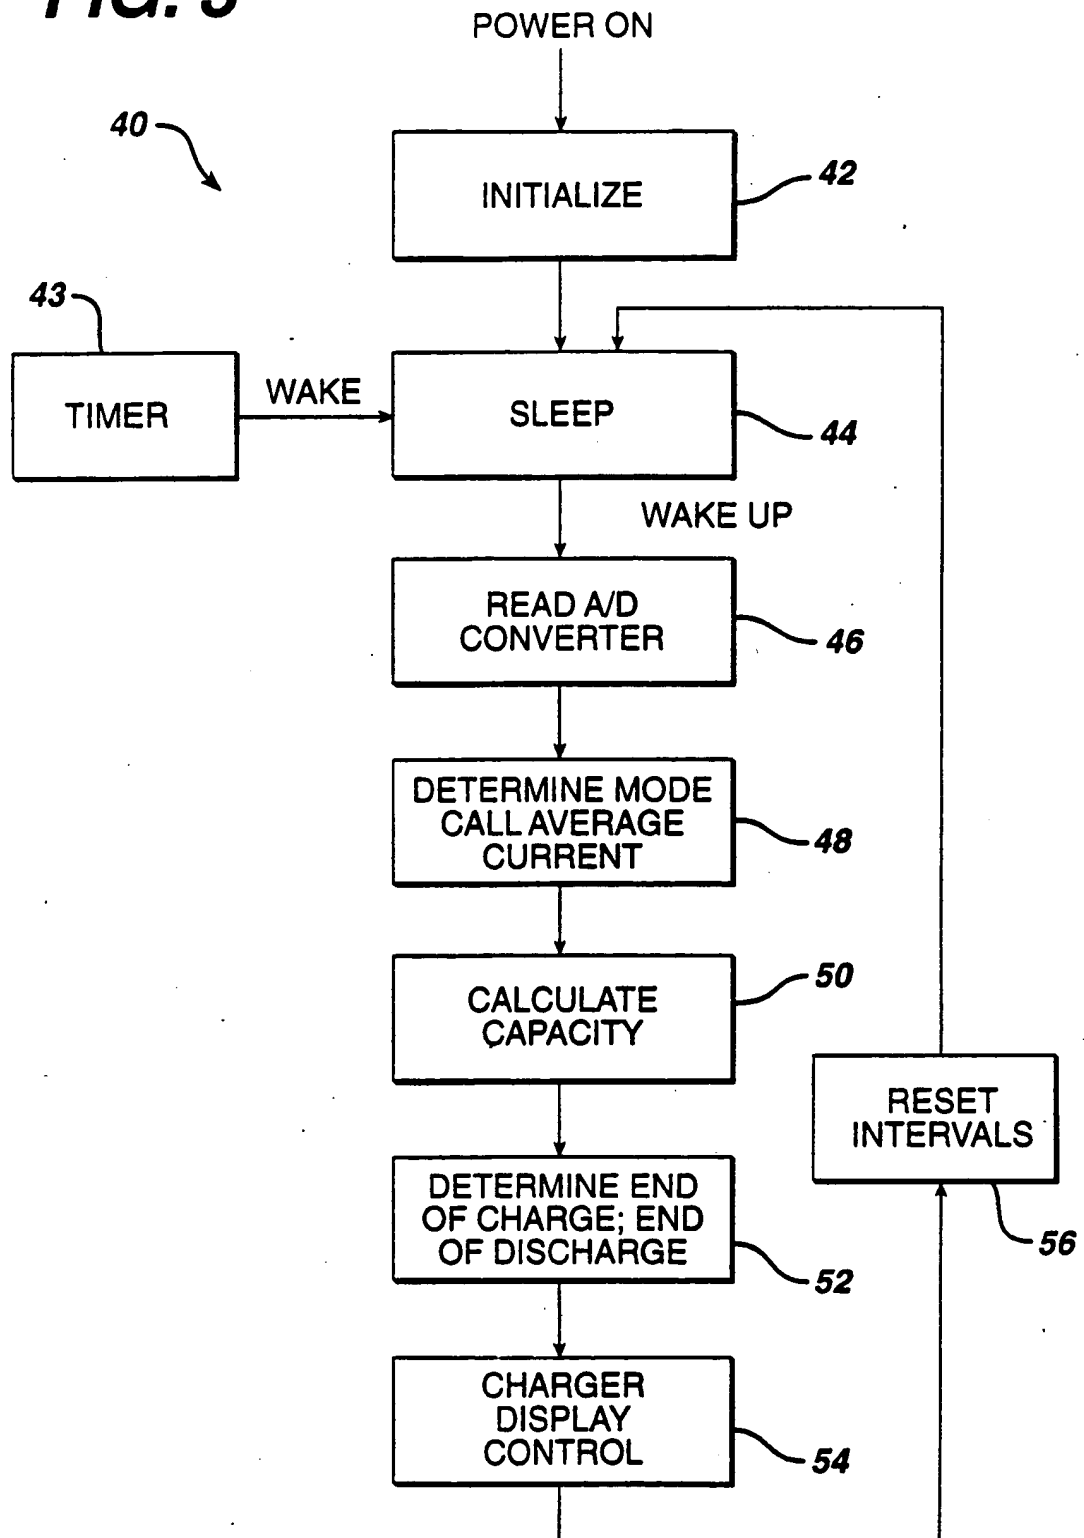 FIG.
POWER ON
40
INITIALIZE
42
43
TIMER
WAKE
SLEEP
44
WAKE UP
READ A/D
CONVERTER
46
DETERMINE MODE
CALL AVERAGE
CURRENT
48
CALCULATE
CAPACITY
50
RESET
INTERVALS
56
DETERMINE END
OF CHARGE; END
OF DISCHARGE
52
CHARGER
DISPLAY
CONTROL
54